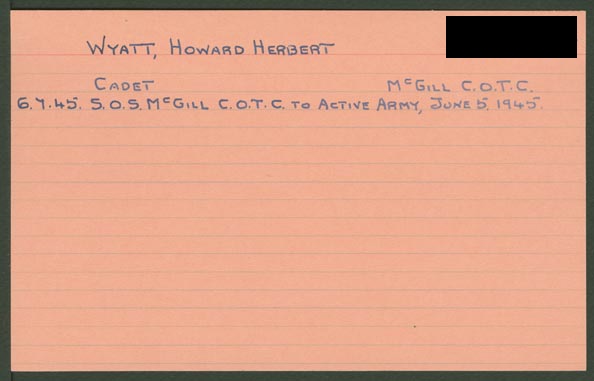 WYATT, HOWARD HERBERT
CADET McGILL C.O.T.C.
6.7.45. S.O.S. McGILL C.O.T.C. TO ACTIVE ARMY, JUNE 5. 1945.